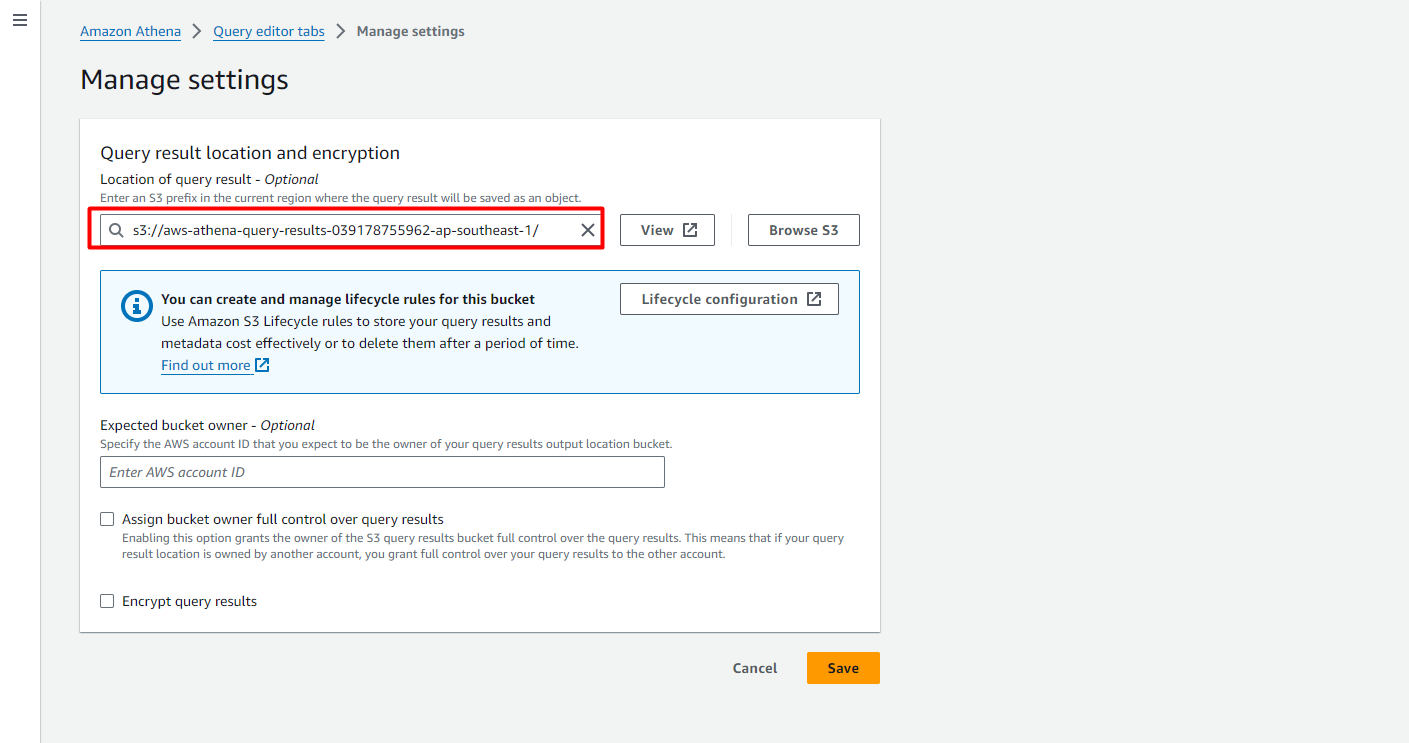 Amazon Athena > Query editor tabs > Manage settings
Manage settings
Query result location and encryption
Location of query result - Optional
Enter an S3 prefix in the current region where the query result will be saved as an object.
s3://aws-athena-query-results-039178755962-ap-southeast-1/
View
Browse S3
You can create and manage lifecycle rules for this bucket
Lifecycle configuration
Use Amazon S3 Lifecycle rules to store your query results and
metadata cost effectively or to delete them after a period of time.
Find out more
Expected bucket owner - Optional
Specify the AWS account ID that you expect to be the owner of your query results output location bucket.
Enter AWS account ID
Assign bucket owner full control over query results
Enabling this option grants the owner of the S3 query results bucket full control over the query results. This means that if your query
result location is owned by another account, you grant full control over your query results to the other account.
Encrypt query results
Cancel
Save